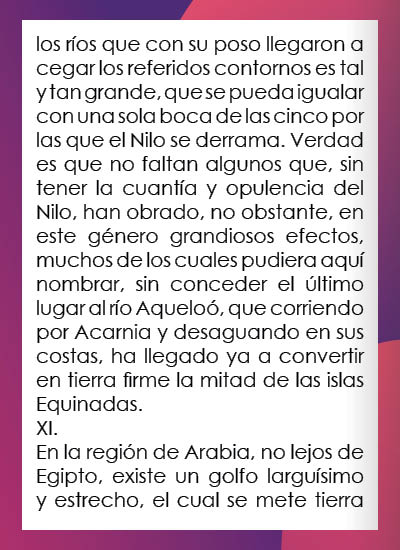 los ríos que con su poso llegaron a
cegar los referidos contornos es tal
y tan grande, que se pueda igualar
con una sola boca de las cinco por
las que el Nilo se derrama. Verdad
es que no faltan algunos que, sin
tener la cuantía y opulencia del
Nilo, han obrado, no obstante, en
este género grandiosos efectos,
muchos de los cuales pudiera aquí
nombrar, sin conceder el último
lugar al río Aqueloó, que corriendo
por Acarnia y desaguando en sus
costas, ha llegado ya a convertir
en tierra firme la mitad de las islas
Equinadas.
XI.
En la región de Arabia, no lejos de
Egipto, existe un golfo larguísimo
y estrecho, el cual se mete tierra